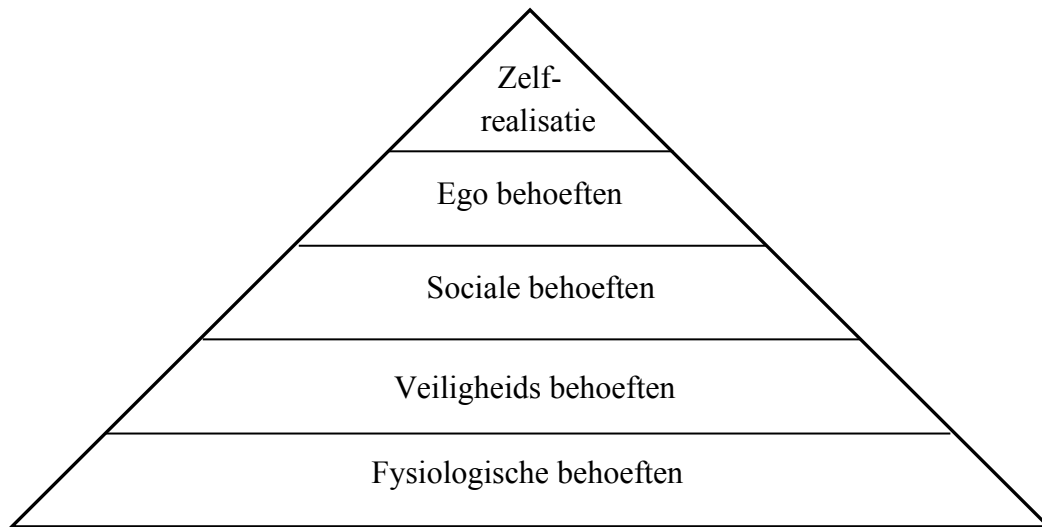 Zelf-
realisatie
Ego behoeften
Sociale behoeften
Veiligheids behoeften
Fysiologische behoeften